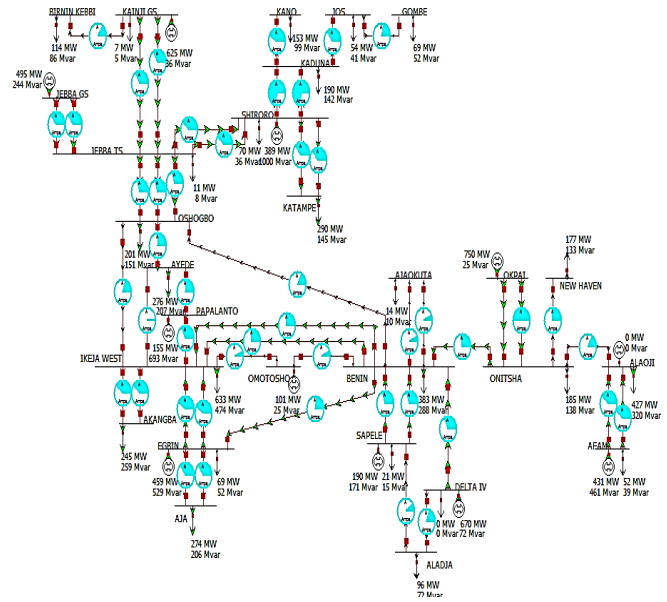 BIRNIN KEBBI
KAINJI GS
KANO
JOS
GOMBE
114 MW
86 Mvar
7 MW
5 Mvar
625 MW
36 Mvar
153 MW
99 Mvar
54 MW
41 Mvar
69 MW
52 Mvar
KADUNA
495 MW
244 Mvar
190 MW
142 Mvar
JEBBA GS
SHIRORO
JEBBA TS
70 MW
36 Mvar
389 MW
1000 Mvar
11 MW
8 Mvar
KATAMPE
OSHOGBO
290 MW
145 Mvar
201 MW
151 Mvar
AYEDE
276 MW
207 Mvar
AJAOKUTA
14 MW
10 Mvar
750 MW
25 Mvar
OKPAI
177 MW
133 Mvar
NEW HAVEN
PAPALANTO
155 MW
693 Mvar
0 MW
0 Mvar
IKEJA WEST
OMOTOSHO
BENIN
ONITSHA
ALAOJI
633 MW
474 Mvar
101 MW
25 Mvar
383 MW
288 Mvar
185 MW
138 Mvar
427 MW
320 Mvar
AKANGBA
SAPELE
EGBIN
AFAM
245 MW
259 Mvar
459 MW
529 Mvar
69 MW
52 Mvar
190 MW
171 Mvar
21 MW
15 Mvar
431 MW
461 Mvar
52 MW
39 Mvar
DELTA IV
0 MW
0 Mvar
670 MW
72 Mvar
AJA
274 MW
206 Mvar
ALADJA
96 MW
72 Mvar